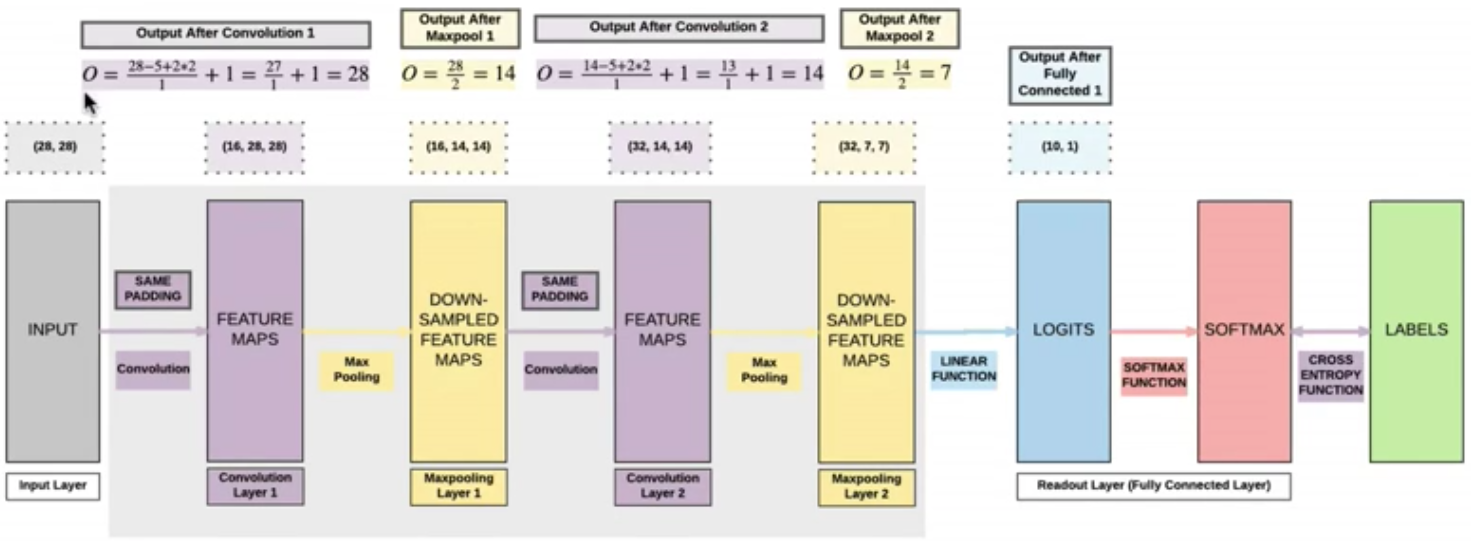 Output After Convolution 1
Output After
Maxpool 1
Output After Convolution 2
Output After
Maxpool 2
Output After
Fully
Connected 1
O = \frac{28−5+2∗2}{1} + 1 = \frac{27}{1} + 1 = 28
O = \frac{28}{2} = 14
O = \frac{14−5+2∗2}{1} + 1 = \frac{13}{1} + 1 = 14
O = \frac{14}{2} = 7
(28, 28)
(16, 28, 28)
(16, 14, 14)
(32, 14, 14)
(32, 7, 7)
(10, 1)
INPUT
SAME
PADDING
Convolution
FEATURE
MAPS
Max
Pooling
DOWN-
SAMPLED
FEATURE
MAPS
SAME
PADDING
Convolution
FEATURE
MAPS
Max
Pooling
DOWN-
SAMPLED
FEATURE
MAPS
LINEAR
FUNCTION
LOGITS
SOFTMAX
FUNCTION
SOFTMAX
CROSS
ENTROPY
FUNCTION
LABELS
Input Layer
Convolution
Layer 1
Maxpooling
Layer 1
Convolution
Layer 2
Maxpooling
Layer 2
Readout Layer (Fully Connected Layer)